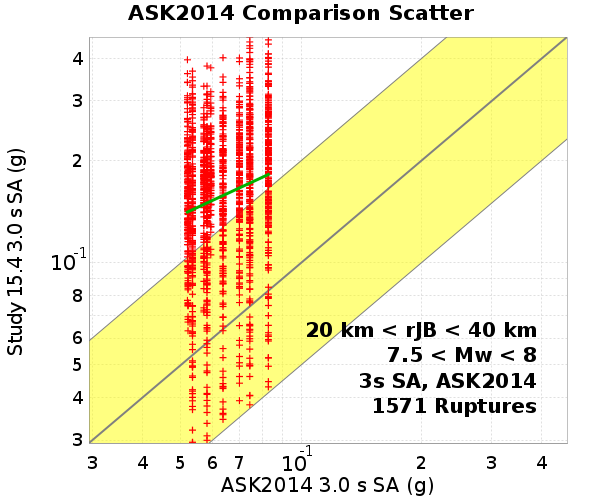 ASK2014 Comparison Scatter
Study 15.4 3.0 s SA (g)
4
3
2
10⁻¹
8
6
5
4
3
20 km < rJB < 40 km
7.5 < Mw < 8
3s SA, ASK2014
1571 Ruptures
3 4 5 6 7 10⁻¹ 2 3 4
ASK2014 3.0 s SA (g)